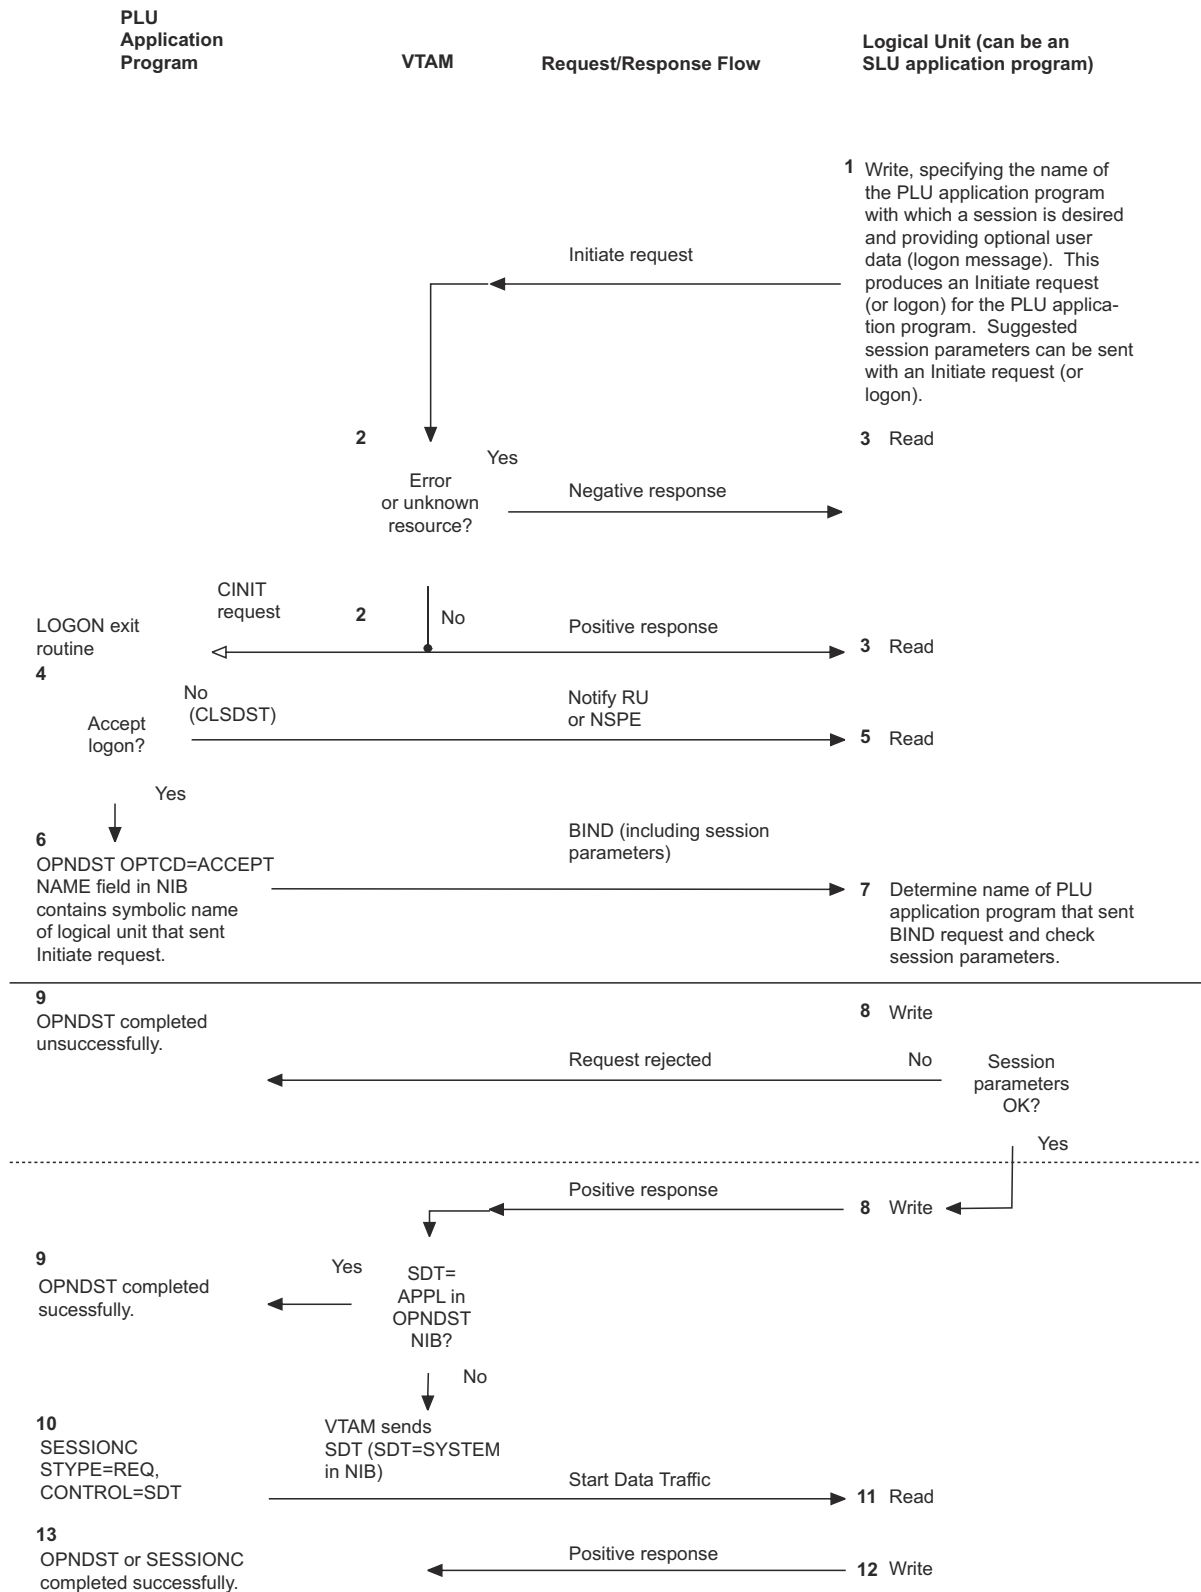 PLU
Application
Program
VTAM
Request/Response Flow
Logical Unit (can be an
SLU application program)
1 Write, specifying the name of
the PLU application program
with which a session is desired
and providing optional user
data (logon message). This
produces an Initiate request
(or logon) for the PLU applica-
tion program. Suggested
session parameters can be sent
with an Initiate request (or
logon).
Initiate request
2
3 Read
Yes
Error
or unknown
resource?
Negative response
CINIT
request
2
No
LOGON exit
routine
Positive response
3 Read
4
No
(CLSDST)
Notify RU
or NSPE
Accept
logon?
5 Read
Yes
6
OPNDST OPTCD=ACCEPT
NAME field in NIB
contains symbolic name
of logical unit that sent
Initiate request.
BIND (including session
parameters)
7 Determine name of PLU
application program that sent
BIND request and check
session parameters.
9
OPNDST completed
unsuccessfully.
8 Write
Request rejected
No
Session
parameters
OK?
Yes
Positive response
8 Write
9
OPNDST completed
sucessfully.
Yes
SDT=
APPL in
OPNDST
NIB?
No
10
SESSIONC
STYPE=REQ,
CONTROL=SDT
VTAM sends
SDT (SDT=SYSTEM
in NIB)
Start Data Traffic
11 Read
13
OPNDST or SESSIONC
completed successfully.
Positive response
12 Write